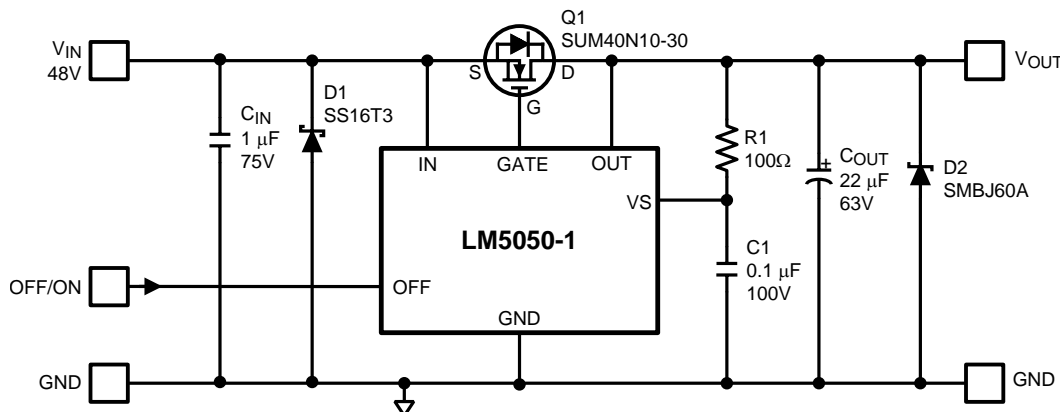 Q1
SUM40N10-30
VIN
48V
S
D
G
VOUT
D1
SS16T3
CIN
1 μF
75V
IN
GATE
OUT
R1
100Ω
COUT
22 μF
63V
+
D2
SMBJ60A
VS
LM5050-1
C1
0.1 μF
100V
OFF/ON
OFF
GND
GND
GND